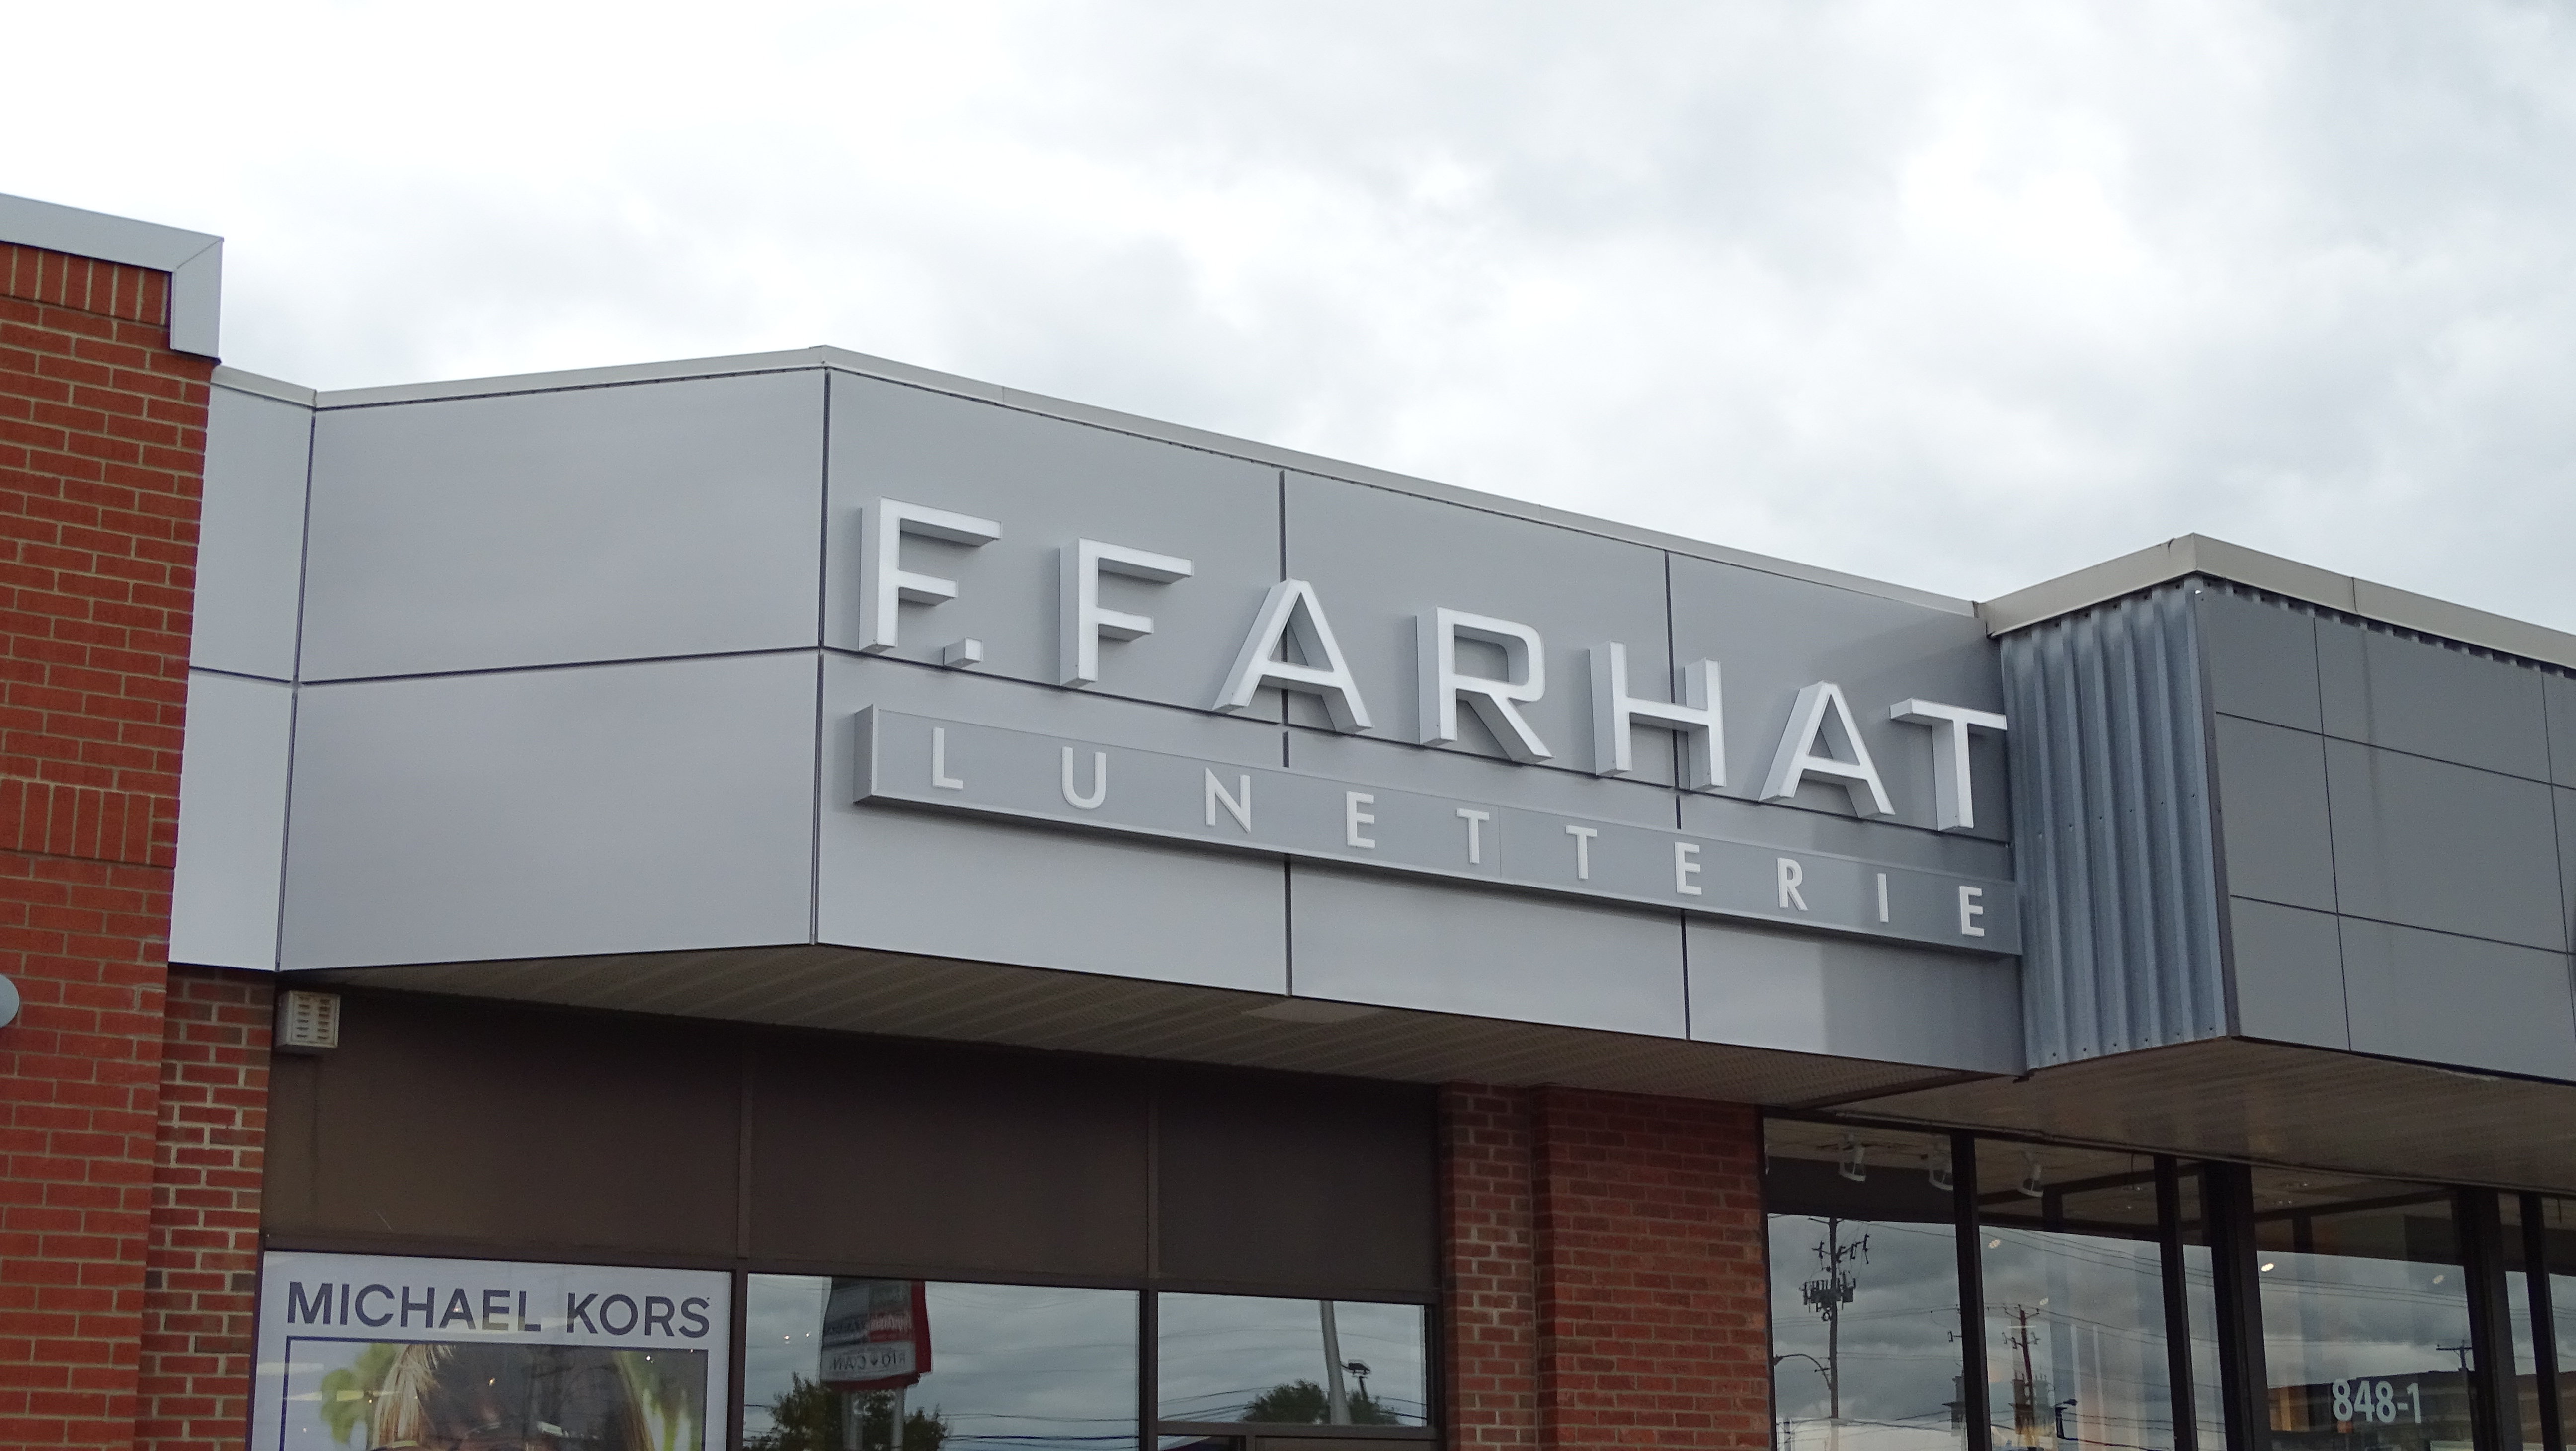 F. FARHAT
LUNETTERIE
MICHAEL KORS
848-1